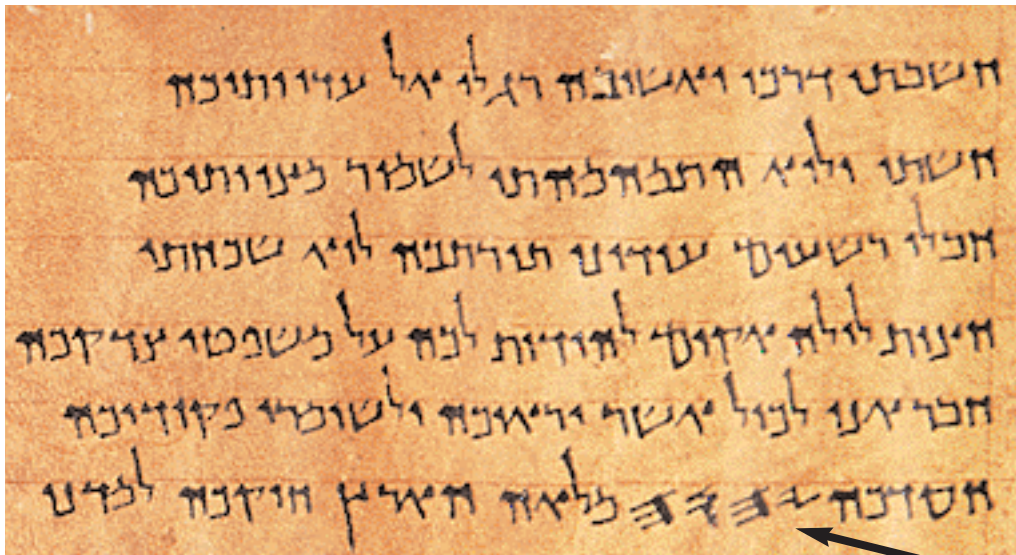 חשבתי דרכי ואשיבה רגלי אל עדוותיכה
חשתי ולוא התמהמהתי לשמור מצוותיכה
חבלי רשעים עודוני תורתכה לוא שכחתי
חצות לילה אקום להודות לכה על משפטי צדקכה
חבר אני לכול אשר יראוכה ולשומרי פקודיכה
חסדכה 𐤉𐤄𐤅𐤄 מלאה הארץ חוקכה למדני